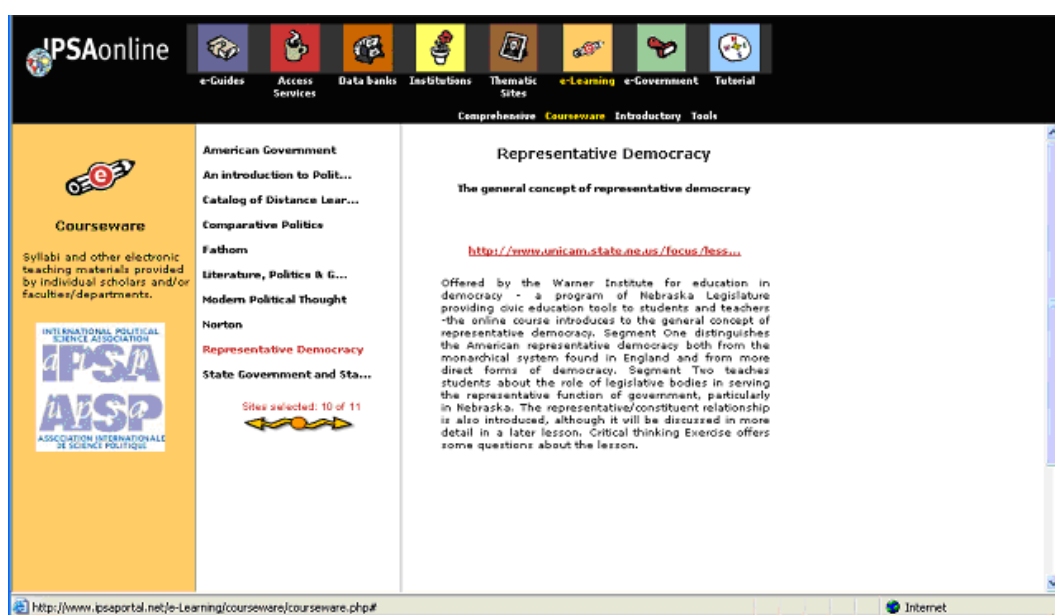 IPSAonline
e-Guides
Access
Services
Data banks
Institutions
Thematic
Sites
e-Learning
e-Government
Tutorial
Comprehensive Courseware Introductory Tools
Courseware
Syllabi and other electronic
teaching materials provided
by individual scholars and/or
faculties/departments.
INTERNATIONAL POLITICAL
SCIENCE ASSOCIATION
aIPSA
AIPSP
ASSOCIATION INTERNATIONALE
DE SCIENCE POLITIQUE
American Government
An introduction to Polit...
Catalog of Distance Lear...
Comparative Politics
Fathom
Literature, Politics & G...
Modern Political Thought
Norton
Representative Democracy
State Government and Sta...
Sites selected: 10 of 11
Representative Democracy
The general concept of representative democracy
http://www.unicam.state.ne.us/focus/less...
Offered by the Warner Institute for education in
democracy - a program of Nebraska Legislature
providing civic education tools to students and teachers
-the online course introduces to the general concept of
representative democracy. Segment One distinguishes
the American representative democracy both from the
monarchical system found in England and from more
direct forms of democracy. Segment Two teaches
students about the role of legislative bodies in serving
the representative function of government, particularly
in Nebraska. The representative/constituent relationship
is also introduced, although it will be discussed in more
detail in a later lesson. Critical thinking Exercise offers
some questions about the lesson.
http://www.ipsaportal.net/e-Learning/courseware/courseware.php#
Internet